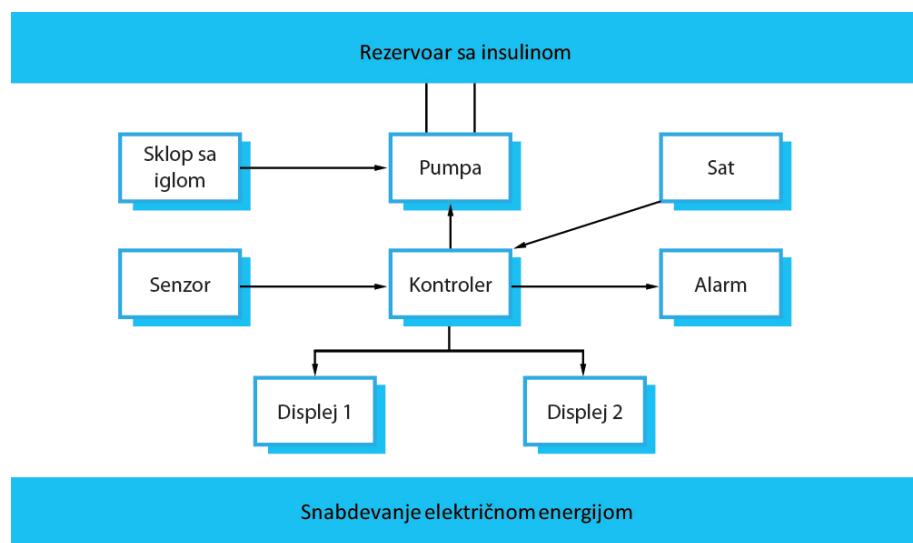 Rezervoar sa insulinom
Sklop sa
iglom
Pumpa
Sat
Senzor
Kontroler
Alarm
Displej 1
Displej 2
Snabdevanje električnom energijom